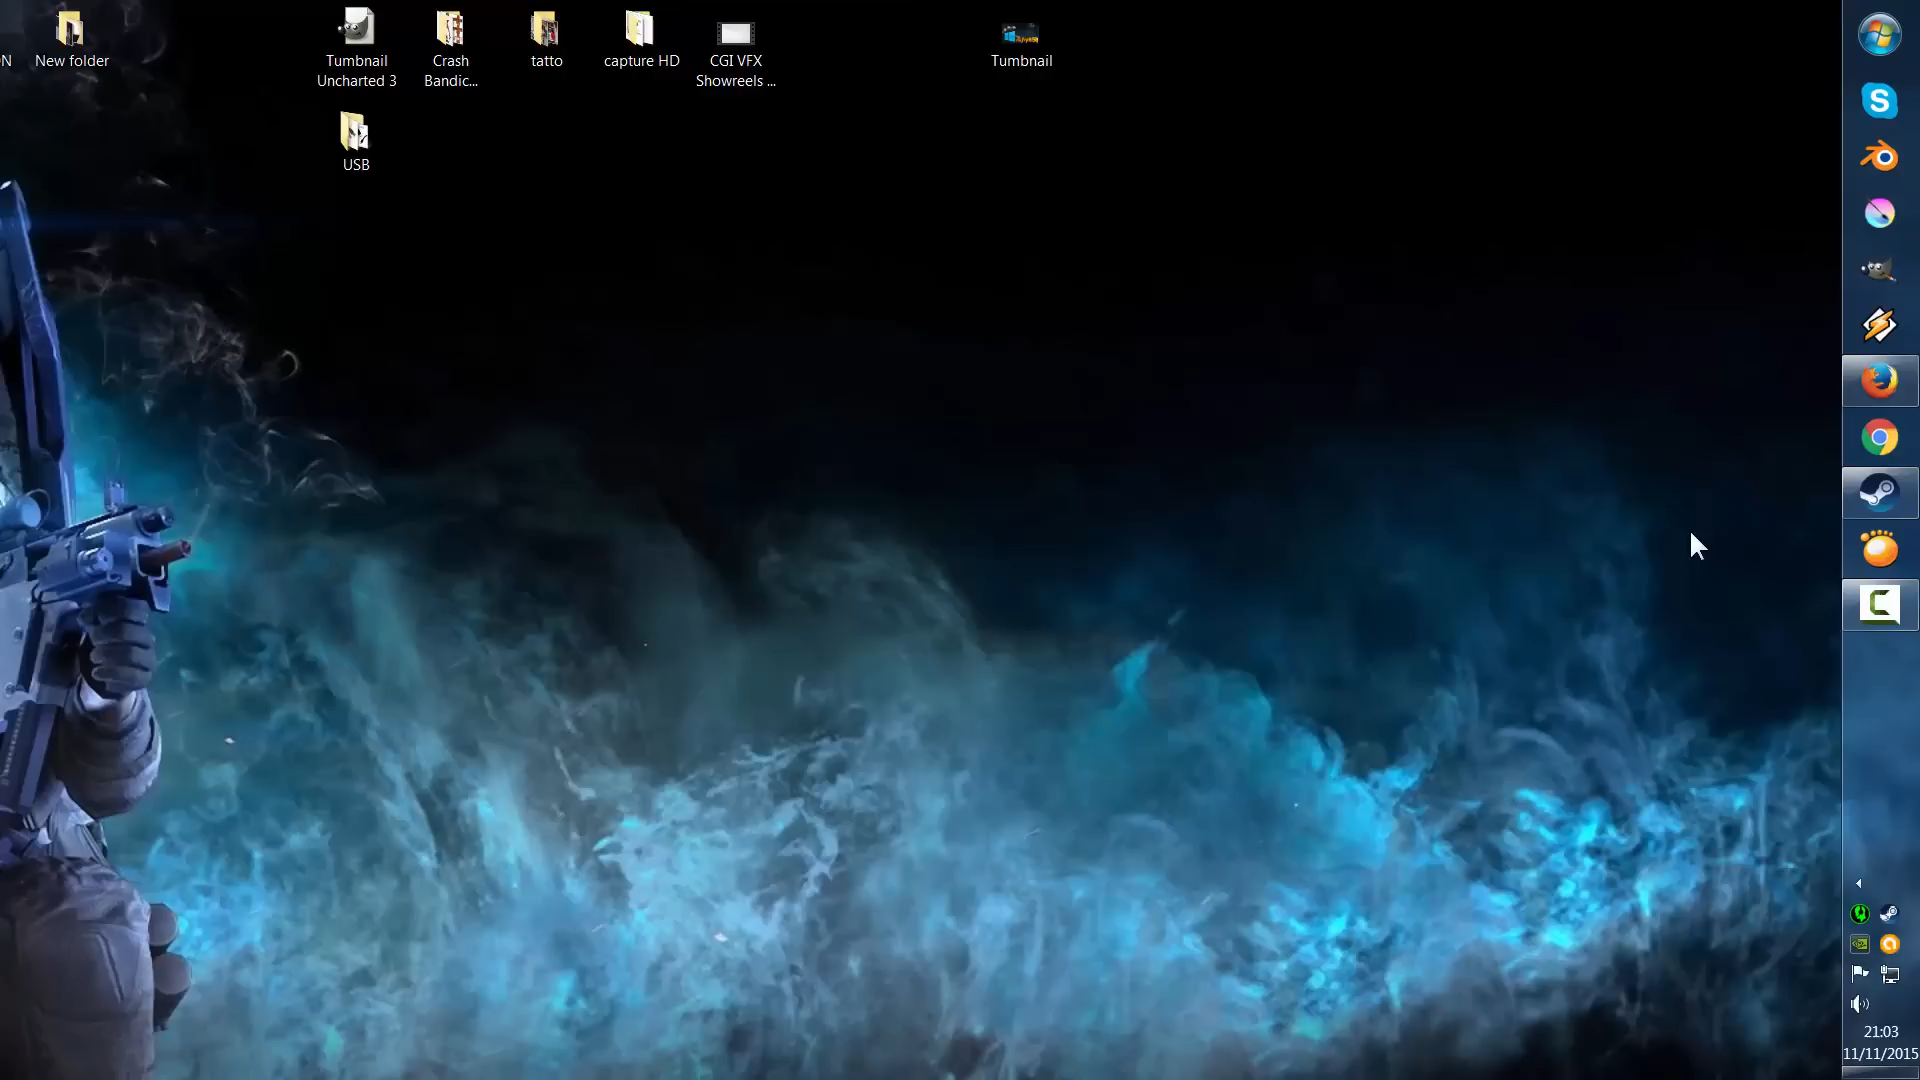 N
New folder
Tumbnail
Uncharted 3
Crash
Bandic...
tatto
capture HD
CGI VFX
Showreels ...
Tumbnail
USB
21:03
11/11/2015